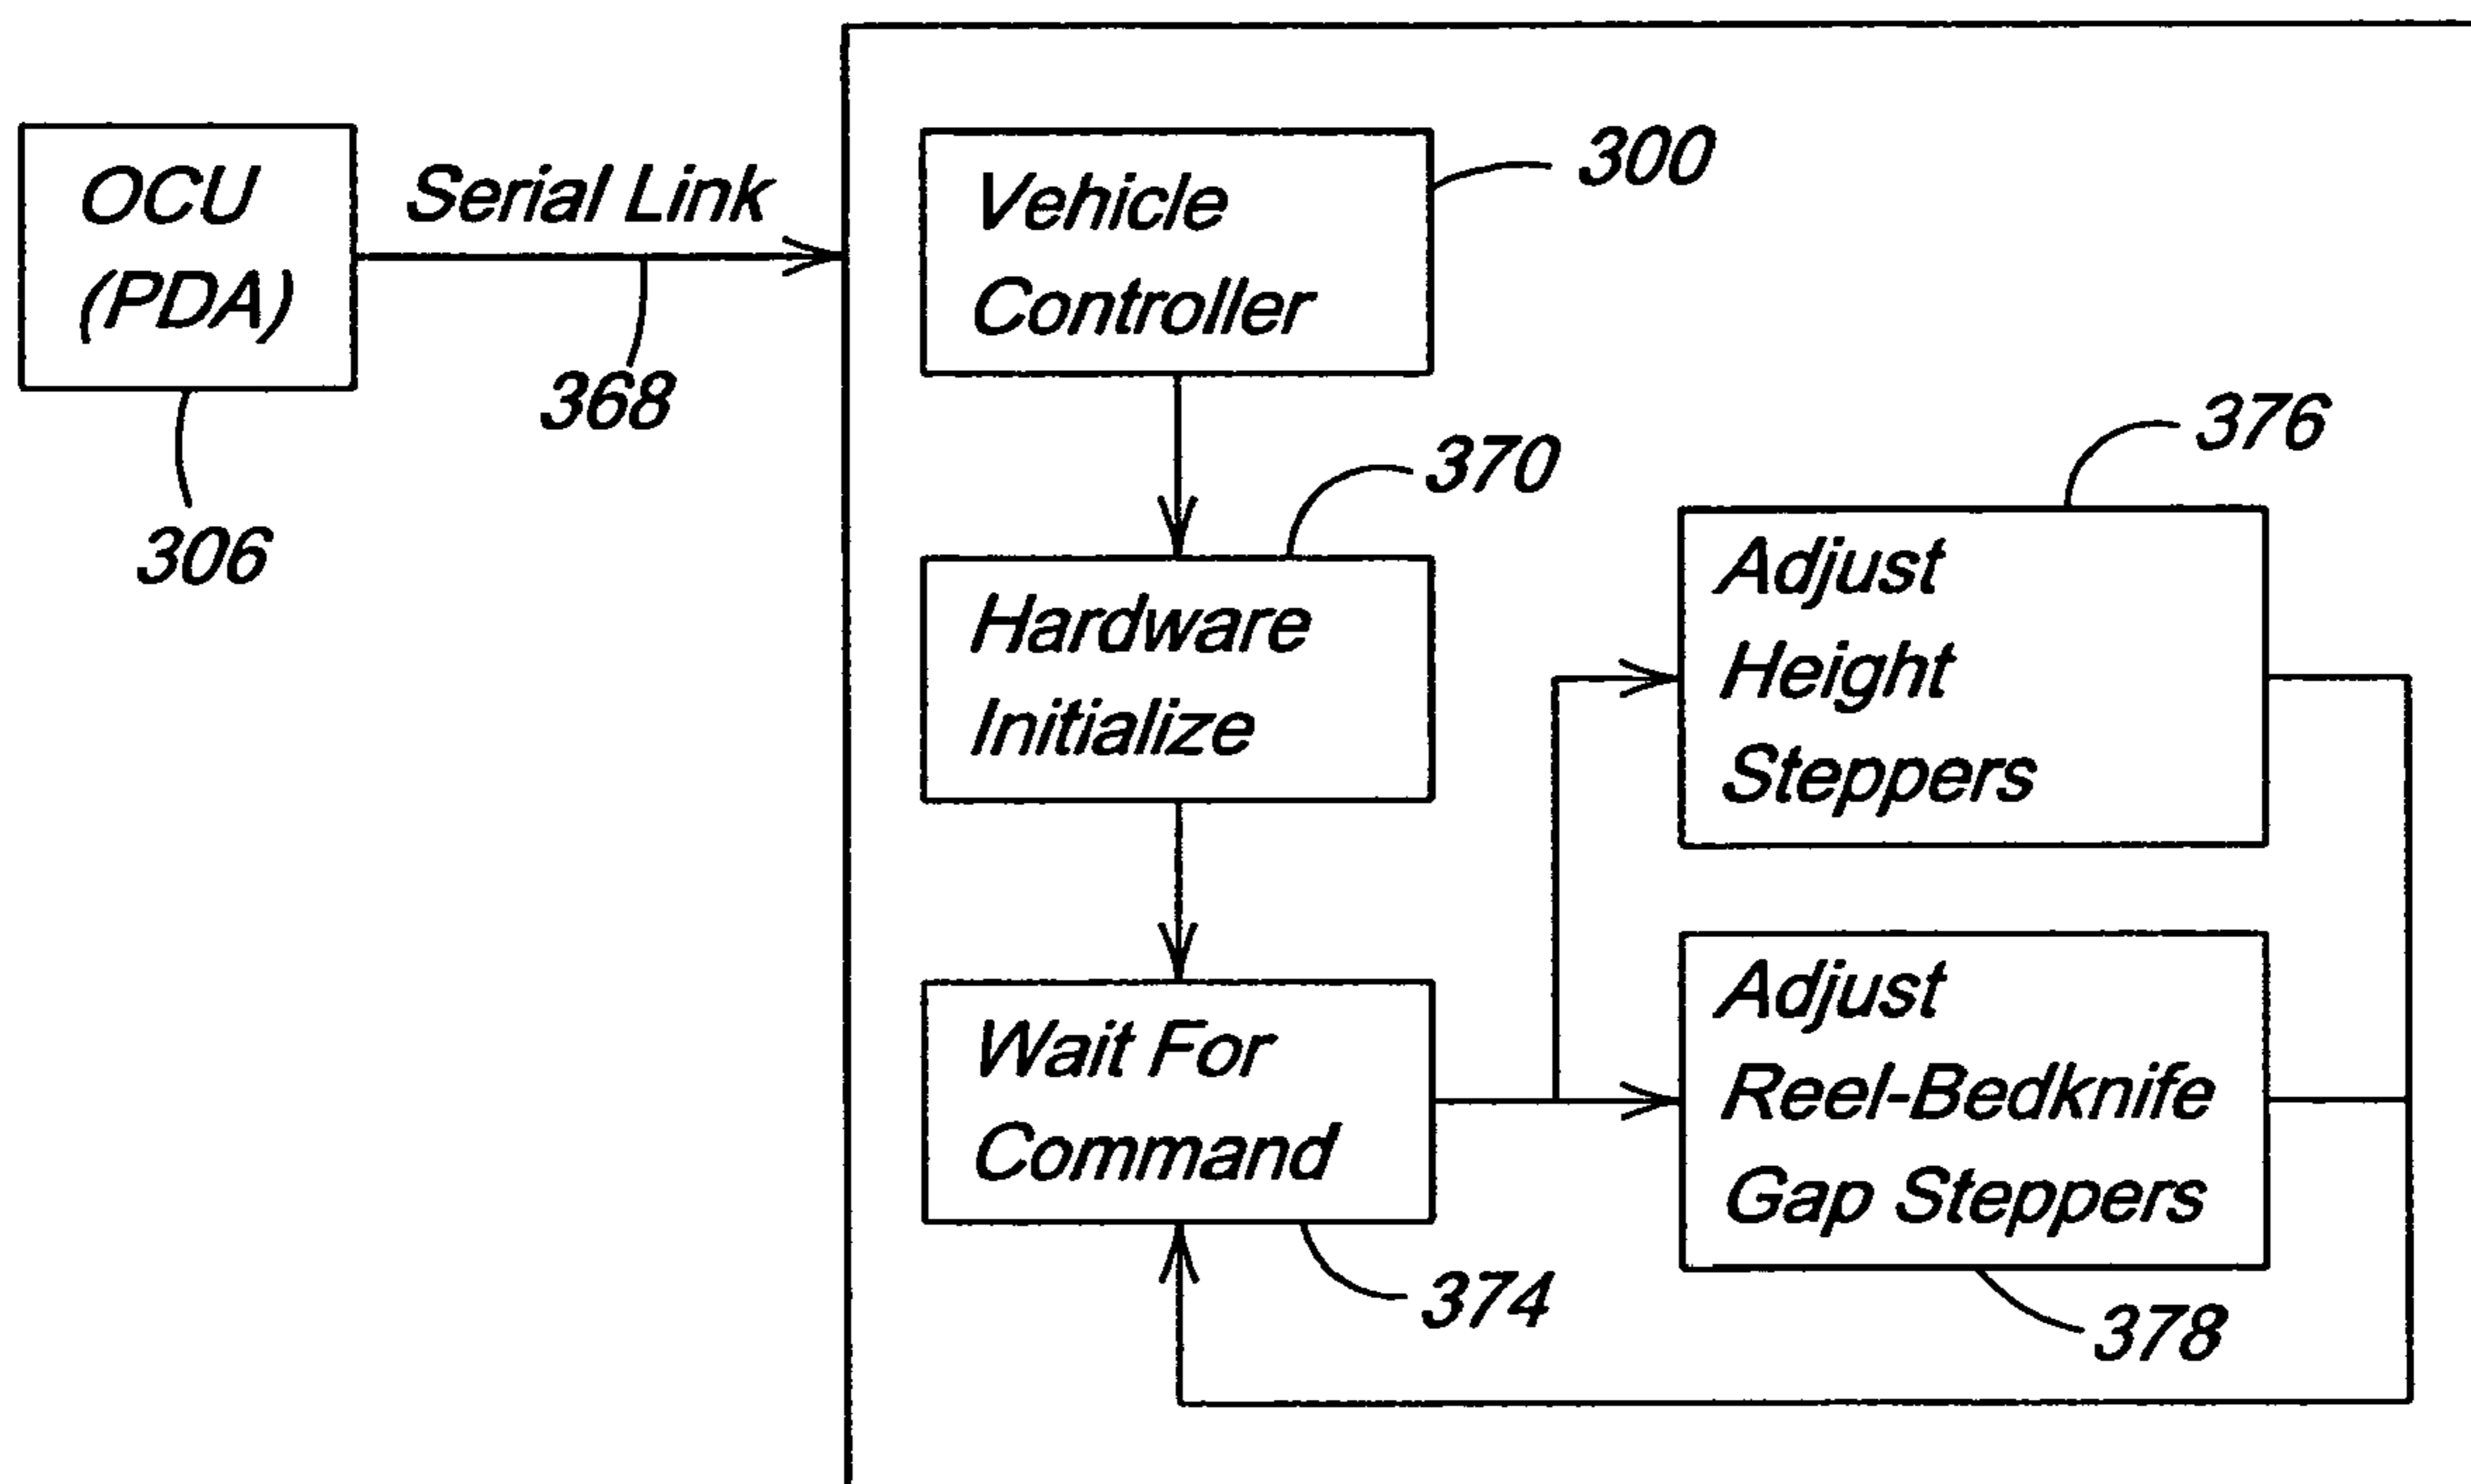 OCU
(PDA)
306
Serial Link
368
Vehicle
Controller
300
Hardware
Initialize
370
Wait For
Command
374
Adjust
Height
Steppers
376
Adjust
Reel-Bedknife
Gap Steppers
378